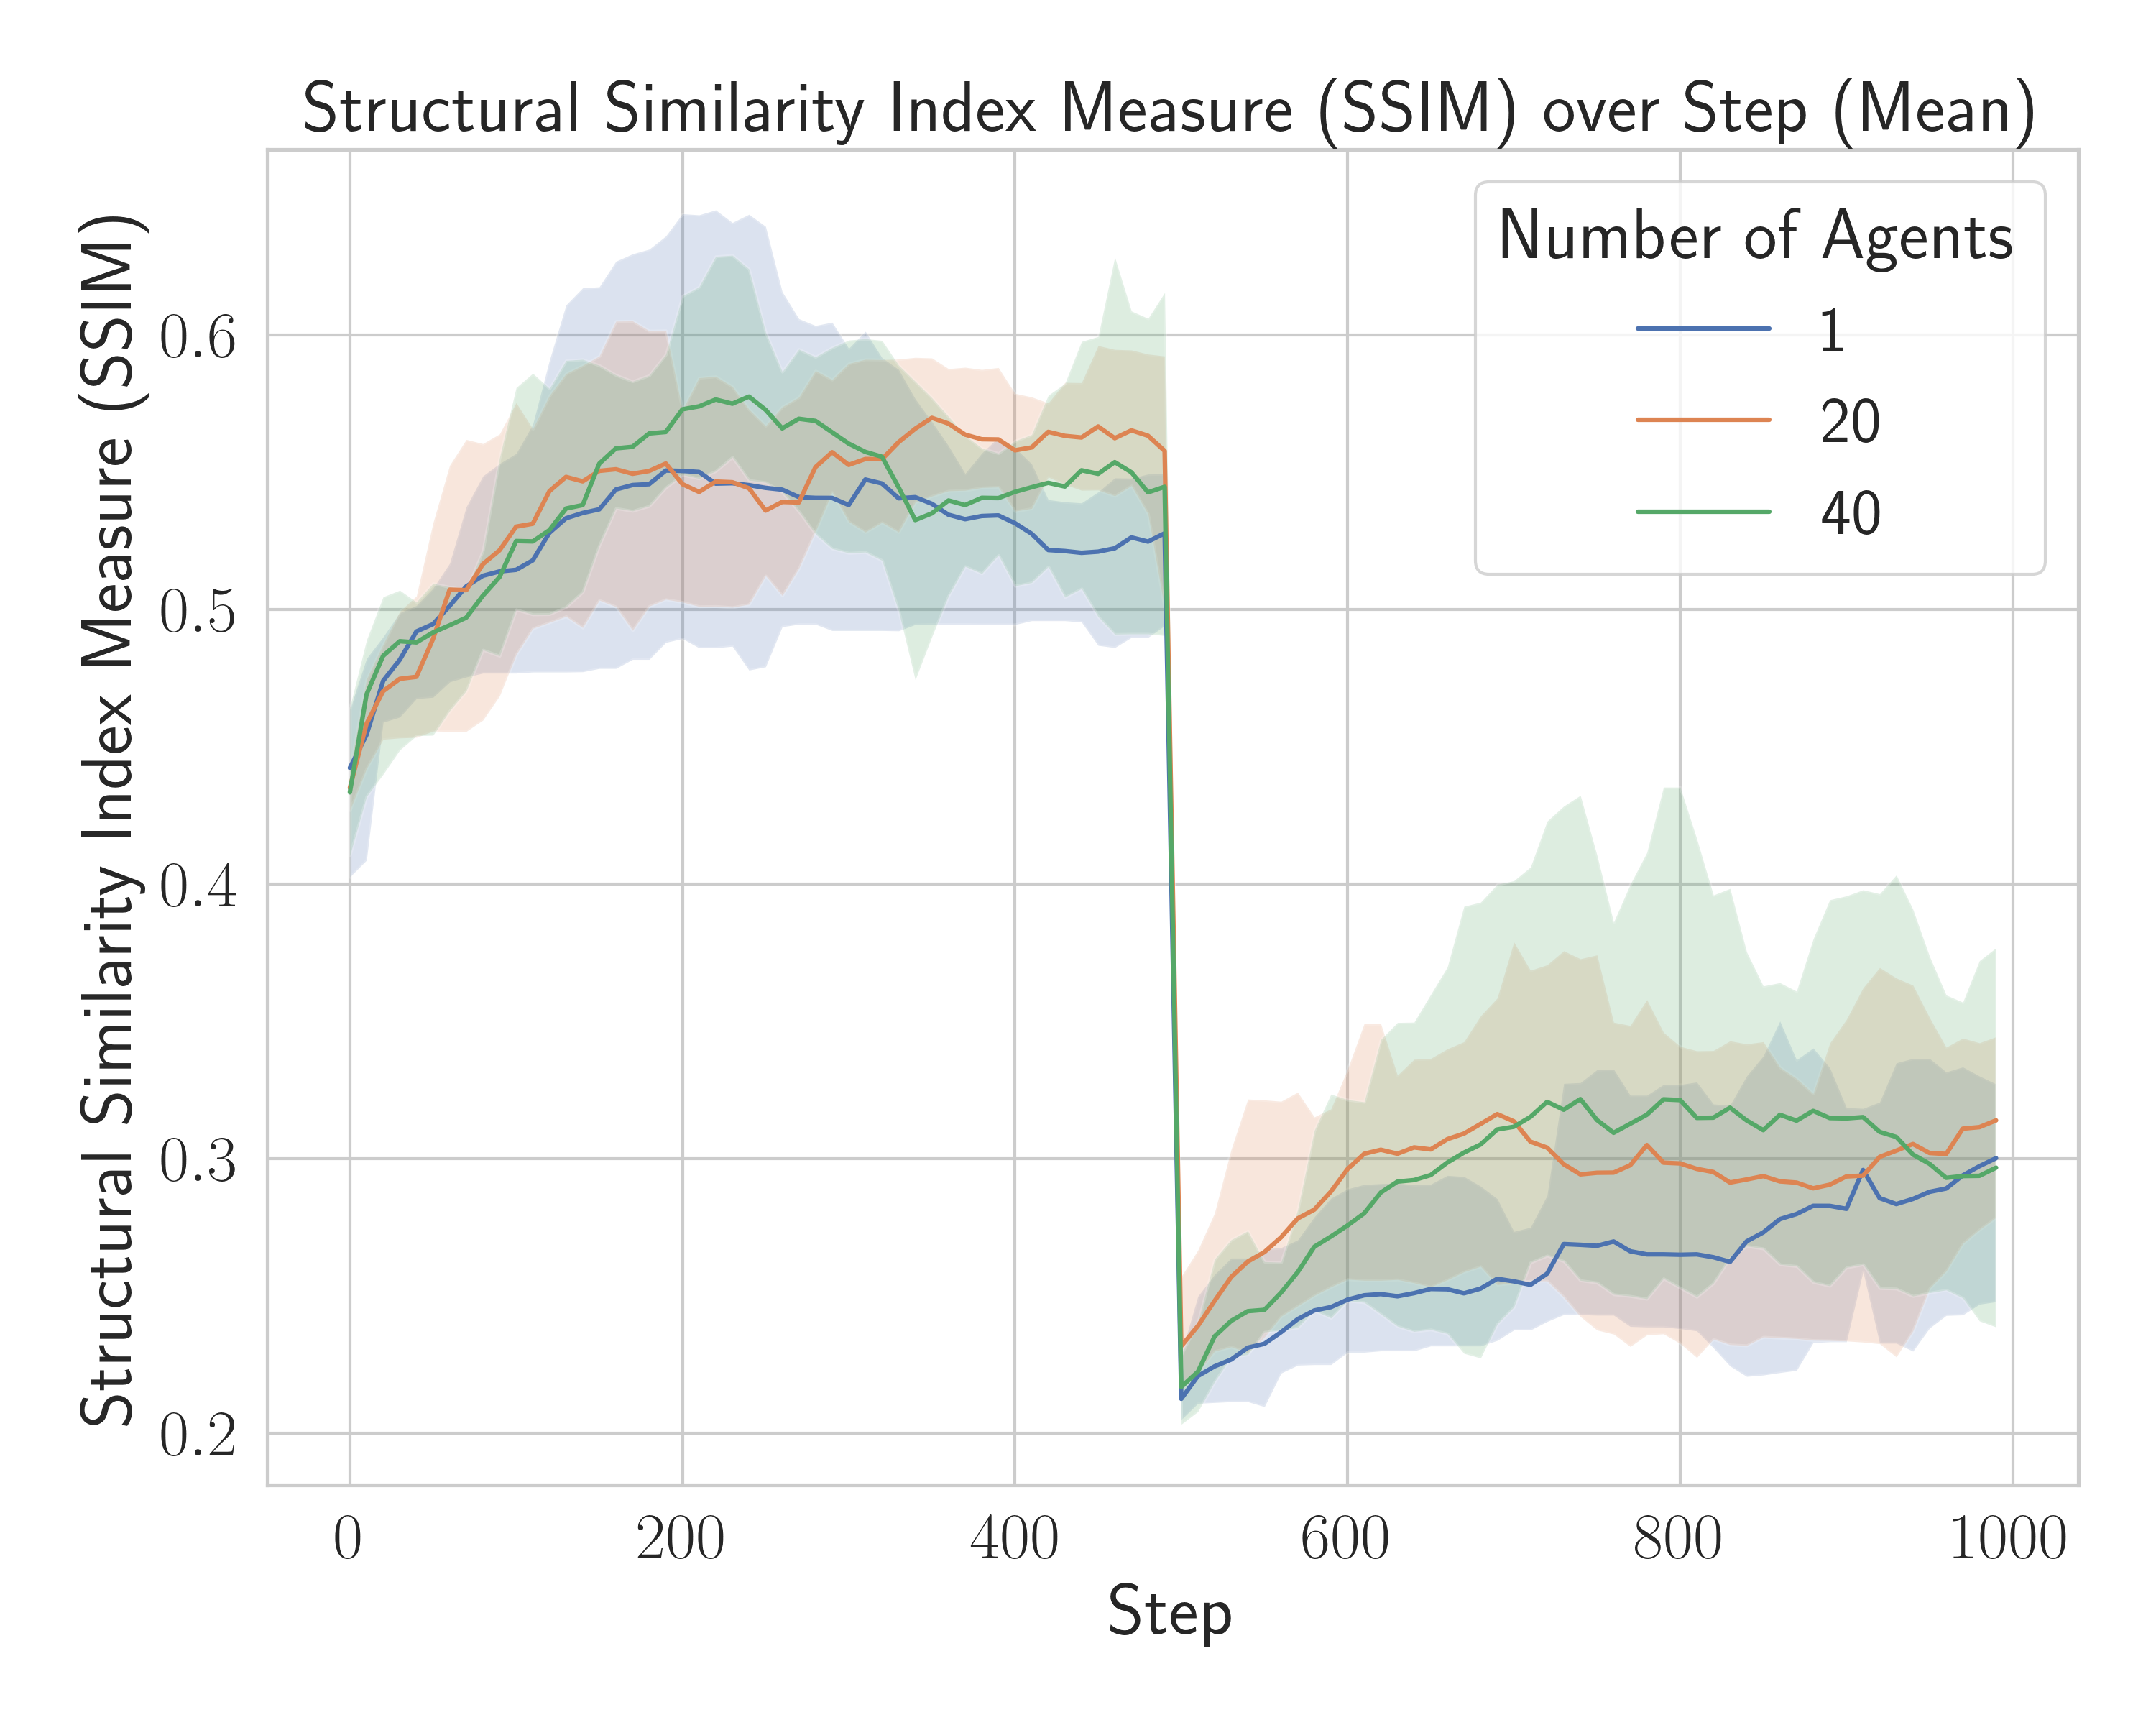 Structural Similarity Index Measure (SSIM) over Step (Mean)
Structural Similarity Index Measure (SSIM)
0.6
0.5
0.4
0.3
0.2
Number of Agents
1
20
40
0 200 400 600 800 1000
Step